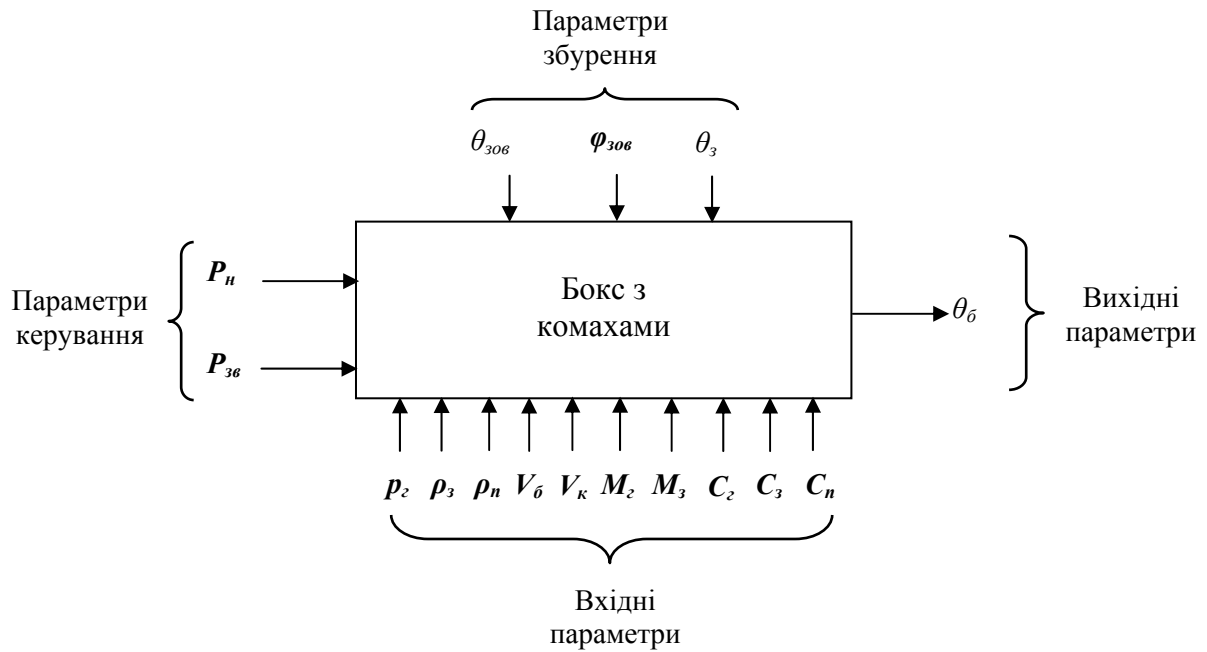 Параметри
збурення
θзов φзов θз
Pн
Бокс з
комахами
θб
Параметри
керування
Вихідні
параметри
Pзв
pг ρз ρп Vб Vк Mг Mз Cг Cз Cп
Вхідні
параметри